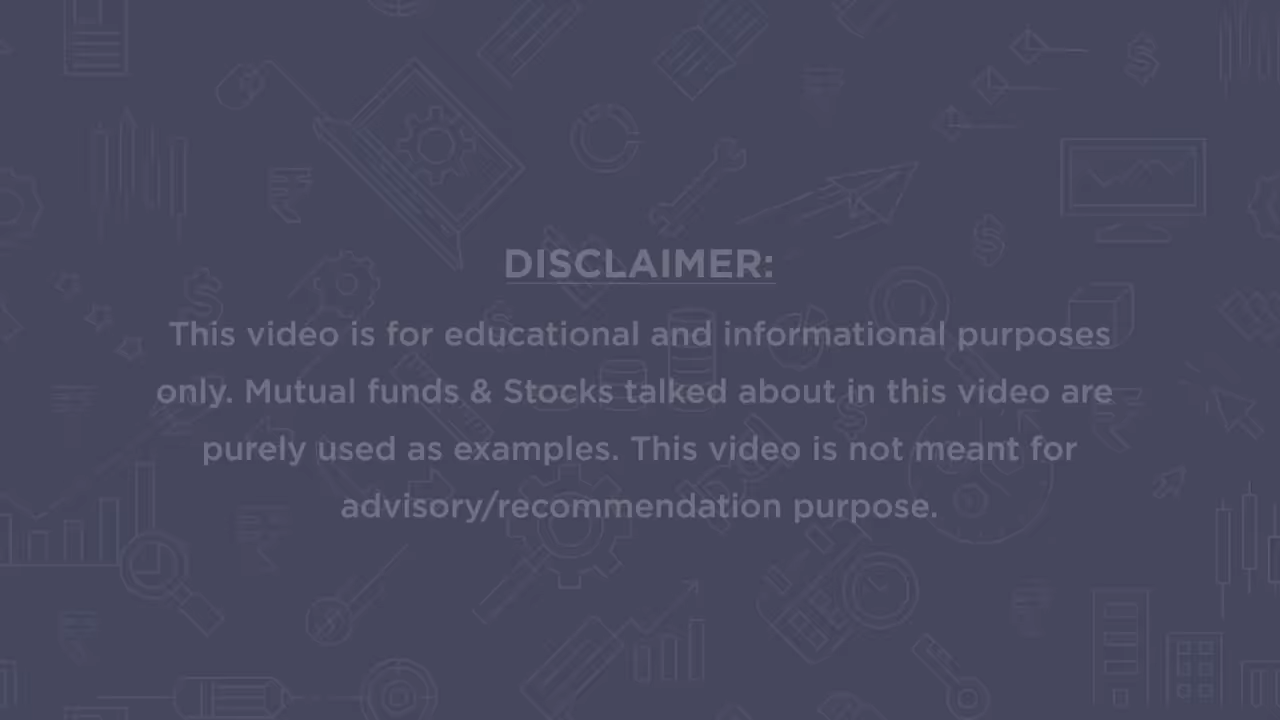 DISCLAIMER:
This video is for educational and informational purposes
only. Mutual funds & Stocks talked about in this video are
purely used as examples. This video is not meant for
advisory/recommendation purpose.